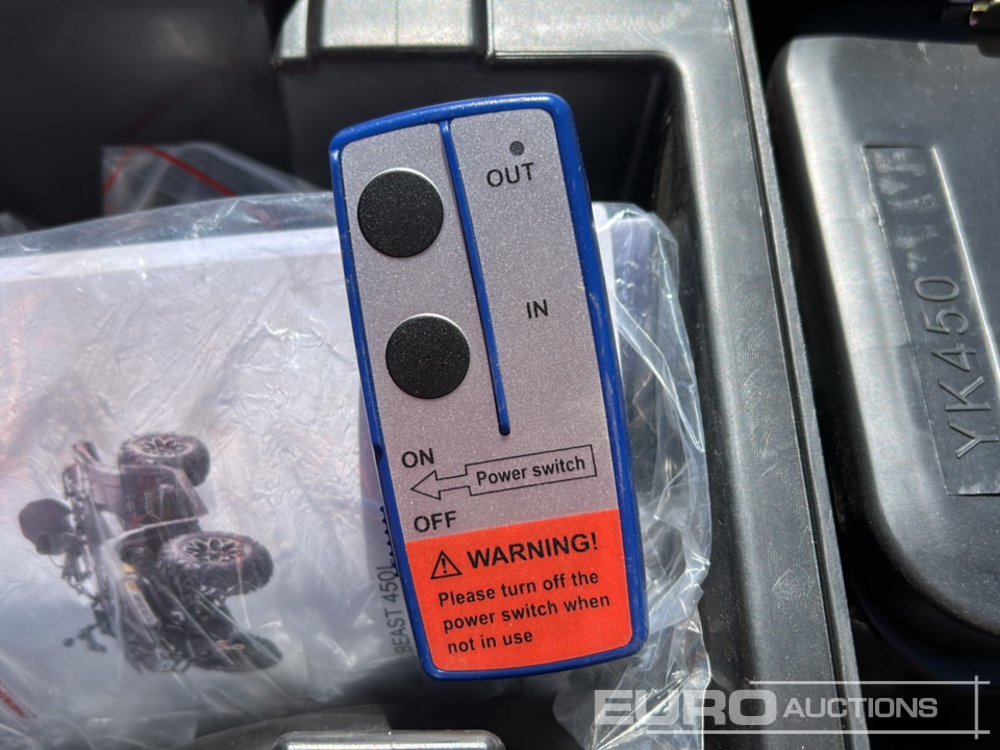 OUT
IN
ON
Power switch
OFF
WARNING!
Please turn off the
power switch when
not in use
BEAST 450L
YK450
EURO AUCTIONS